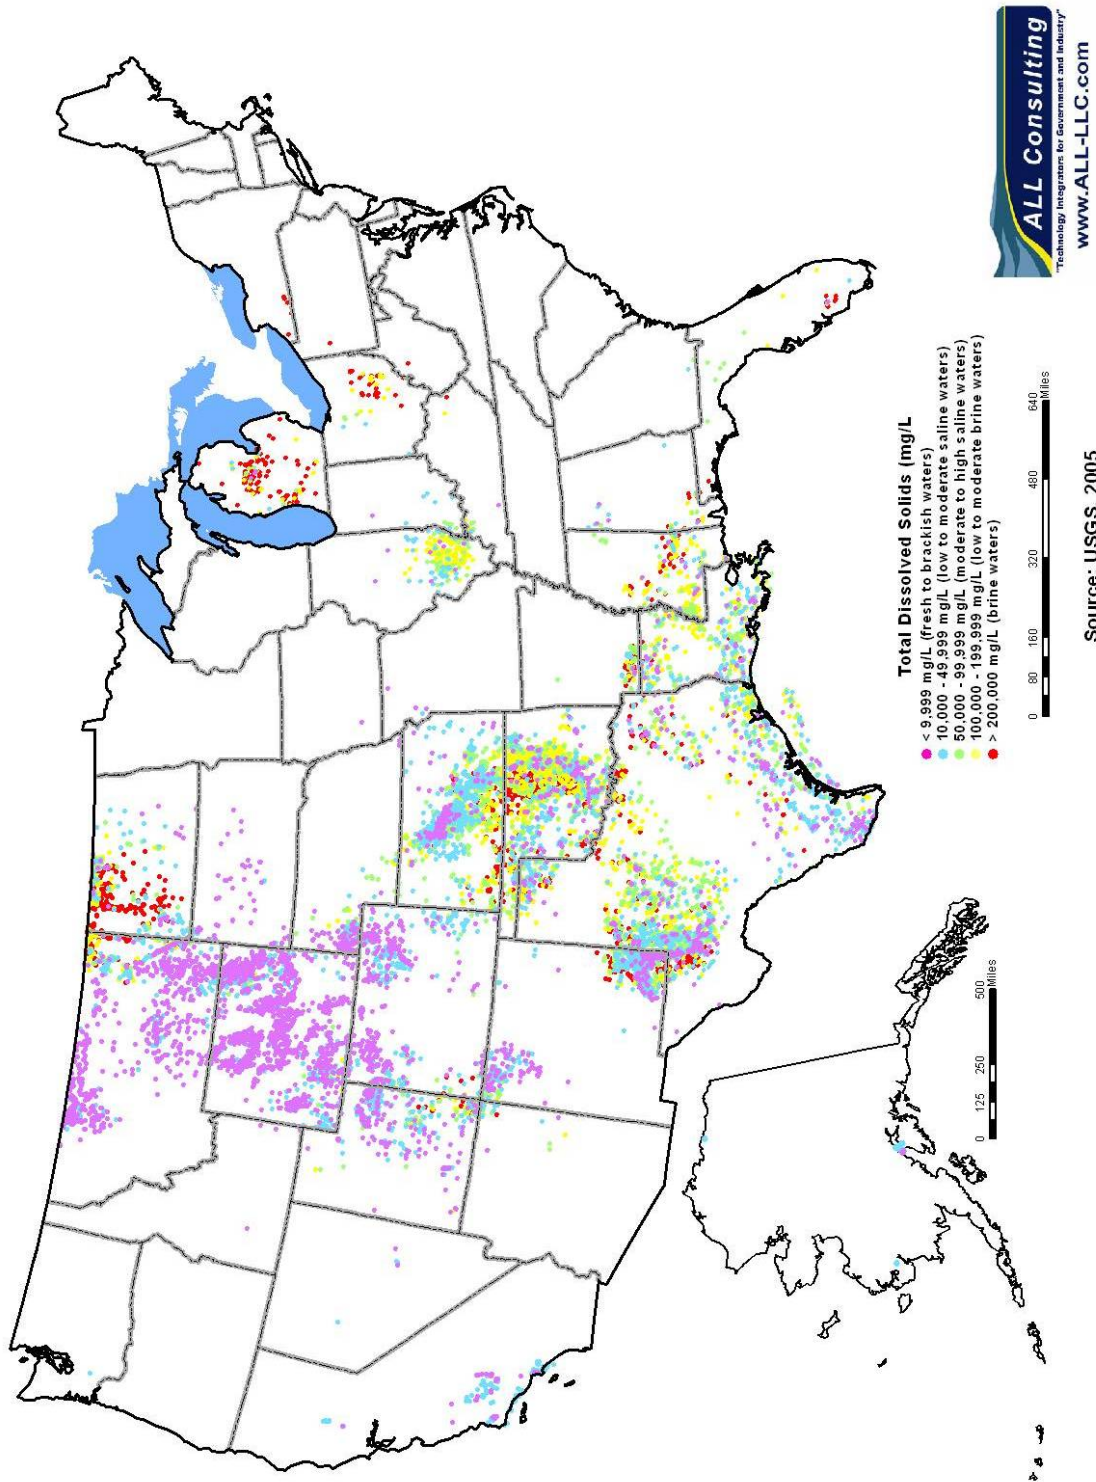 ALL Consulting
"Technology Integrators for Government and Industry"
www.ALL-LLC.com
Total Dissolved Solids (mg/L
< 9,999 mg/L (fresh to brackish waters)
10,000 - 49,999 mg/L (low to moderate saline waters)
50,000 - 99,999 mg/L (moderate to high saline waters)
100,000 - 199,999 mg/L (low to moderate brine waters)
> 200,000 mg/L (brine waters)
0 80 160 320 480 640
Miles
0 125 250 500
Miles
Source: USGS, 2005